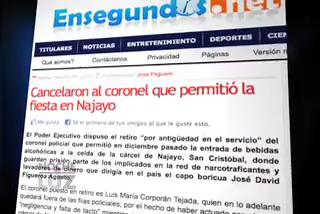 Ensegundos.net
TITULARES NOTICIAS ENTRETENIMIENTO DEPORTES CIEN
Qué somos? Contáctenos Privacidad Páginas Version m
José Paguero
Cancelaron al coronel que permitió la
fiesta en Najayo
Me gusta Sé el primero de tus amigos al que le guste esto.
El Poder Ejecutivo dispuso el retiro "por antigüedad en el servicio" del
coronel policial que permitió en diciembre pasado la entrada de bebidas
alcohólicas a la celda de la cárcel de Najayo, San Cristóbal, donde
guardan prisión parte de los implicados en la red de narcotraficantes y
lavadores de dinero que dirigía en el país el capo boricua José David
Figueroa Agosto.
El coronel puesto en retiro es Luis María Corporán Tejada, quien en lo adelante
quedará fuera de las filas policiales, por el hecho de haber actuado
"negligencia y falta de tacto"